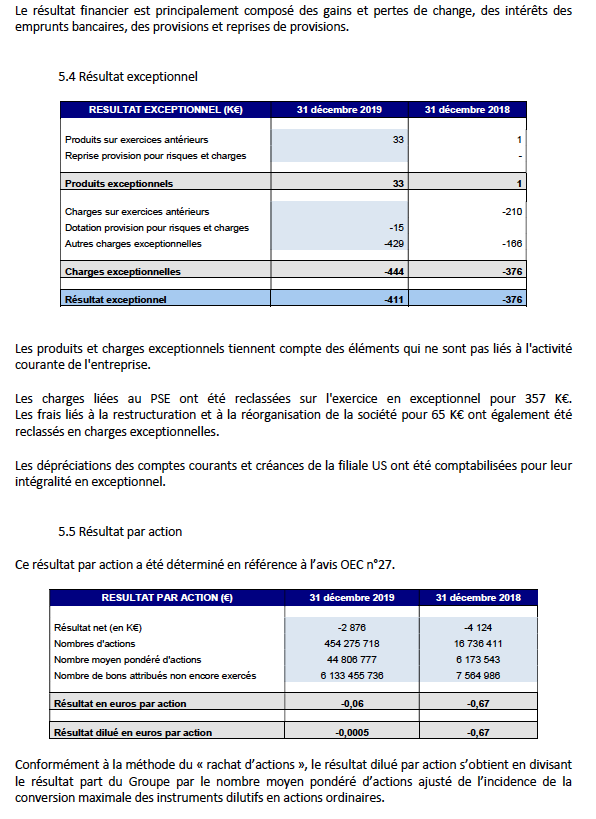 Le résultat financier est principalement composé des gains et pertes de change, des intérêts des
emprunts bancaires, des provisions et reprises de provisions.
5.4 Résultat exceptionnel
RESULTAT EXCEPTIONNEL (K€) 31 décembre 2019 31 décembre 2018
Produits sur exercices antérieurs 33 1
Reprise provision pour risques et charges -
Produits exceptionnels 33 1
Charges sur exercices antérieurs -210
Dotation provision pour risques et charges -15
Autres charges exceptionnelles -429 -166
Charges exceptionnelles -444 -376
Résultat exceptionnel -411 -376
Les produits et charges exceptionnels tiennent compte des éléments qui ne sont pas liés à l'activité
courante de l'entreprise.
Les charges liées au PSE ont été reclassées sur l'exercice en exceptionnel pour 357 K€.
Les frais liés à la restructuration et à la réorganisation de la société pour 65 K€ ont également été
reclassés en charges exceptionnelles.
Les dépréciations des comptes courants et créances de la filiale US ont été comptabilisées pour leur
intégralité en exceptionnel.
5.5 Résultat par action
Ce résultat par action a été déterminé en référence à l’avis OEC n°27.
RESULTAT PAR ACTION (€) 31 décembre 2019 31 décembre 2018
Résultat net (en K€) -2 876 -4 124
Nombres d'actions 454 275 718 16 736 411
Nombre moyen pondéré d'actions 44 806 777 6 173 543
Nombre de bons attribués non encore exercés 6 133 455 736 7 564 986
Résultat en euros par action -0,06 -0,67
Résultat dilué en euros par action -0,0005 -0,67
Conformément à la méthode du « rachat d’actions », le résultat dilué par action s’obtient en divisant
le résultat part du Groupe par le nombre moyen pondéré d’actions ajusté de l’incidence de la
conversion maximale des instruments dilutifs en actions ordinaires.